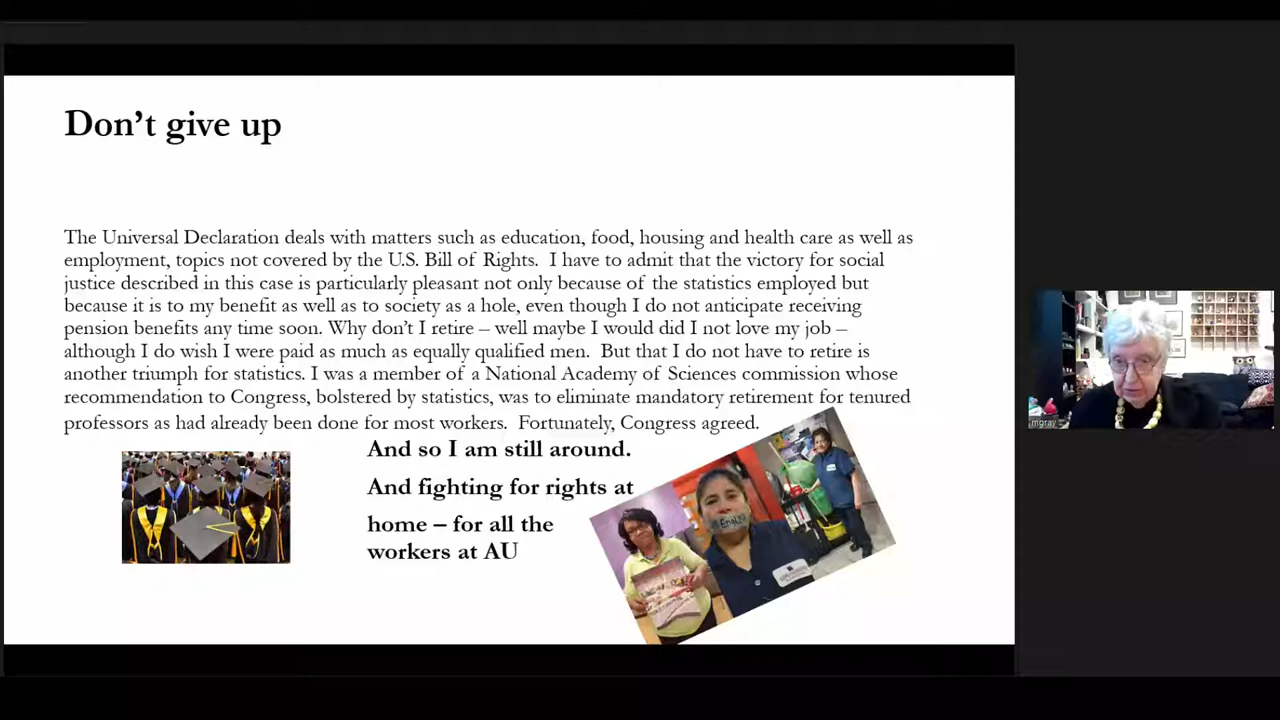 Don't give up
The Universal Declaration deals with matters such as education, food, housing and health care as well as
employment, topics not covered by the U.S. Bill of Rights.  I have to admit that the victory for social
justice described in this case is particularly pleasant not only because of the statistics employed but
because it is to my benefit as well as to society as a hole, even though I do not anticipate receiving
pension benefits any time soon. Why don't I retire – well maybe I would did I not love my job –
although I do wish I were paid as much as equally qualified men.  But that I do not have to retire is
another triumph for statistics. I was a member of a National Academy of Sciences commission whose
recommendation to Congress, bolstered by statistics, was to eliminate mandatory retirement for tenured
professors as had already been done for most workers.  Fortunately, Congress agreed.
And so I am still around.
And fighting for rights at
home – for all the
workers at AU
English
mgray